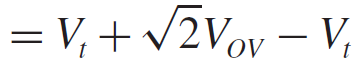 = V_t + √2 V_OV − V_t